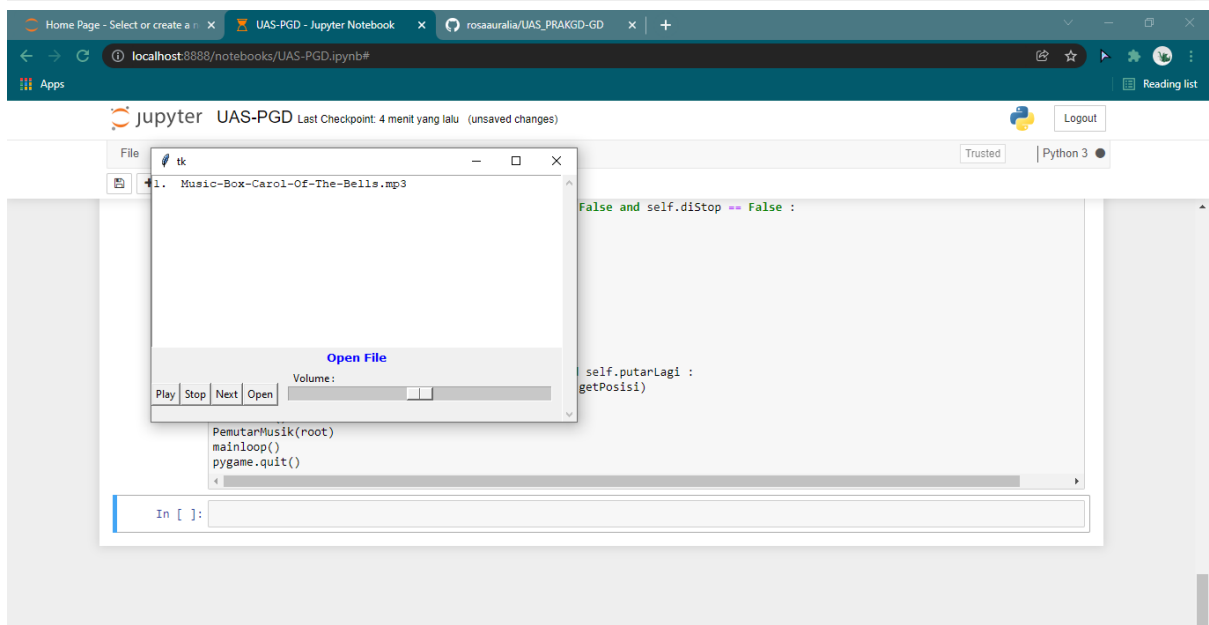 Home Page - Select or create a n
UAS-PGD - Jupyter Notebook
rosaauralia/UAS_PRAKGD-GD
localhost:8888/notebooks/UAS-PGD.ipynb#
Apps
Reading list
jupyter UAS-PGD Last Checkpoint: 4 menit yang lalu (unsaved changes)
Logout
File
Trusted
Python 3
tk
1. Music-Box-Carol-Of-The-Bells.mp3
False and self.diStop == False :
Open File
self.putarLagi :
Volume :
getPosisi)
Play Stop Next Open
PemutarMusik(root)
mainloop()
pygame.quit()
In [ ]: